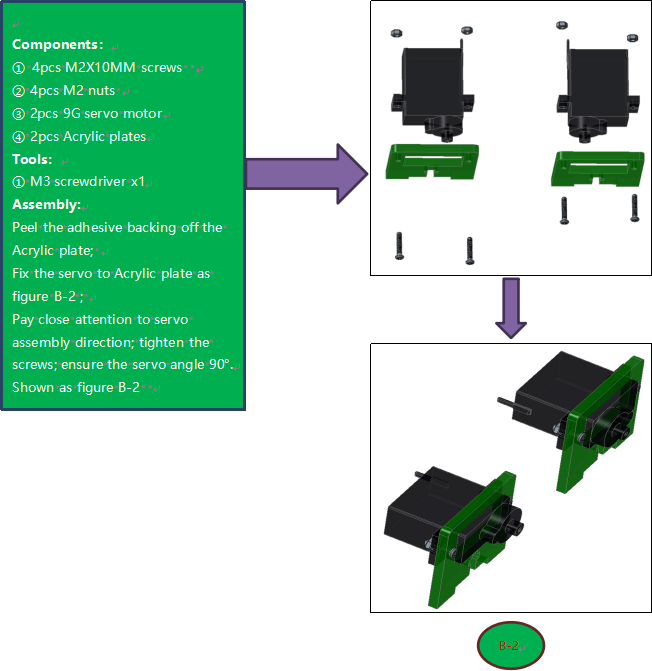 Components:
① 4pcs M2X10MM screws
② 4pcs M2 nuts
③ 2pcs 9G servo motor
④ 2pcs Acrylic plates
Tools:
① M3 screwdriver x1
Assembly:
Peel the adhesive backing off the
Acrylic plate;
Fix the servo to Acrylic plate as
figure B-2 ;
Pay close attention to servo
assembly direction; tighten the
screws; ensure the servo angle 90°.
Shown as figure B-2
B-2